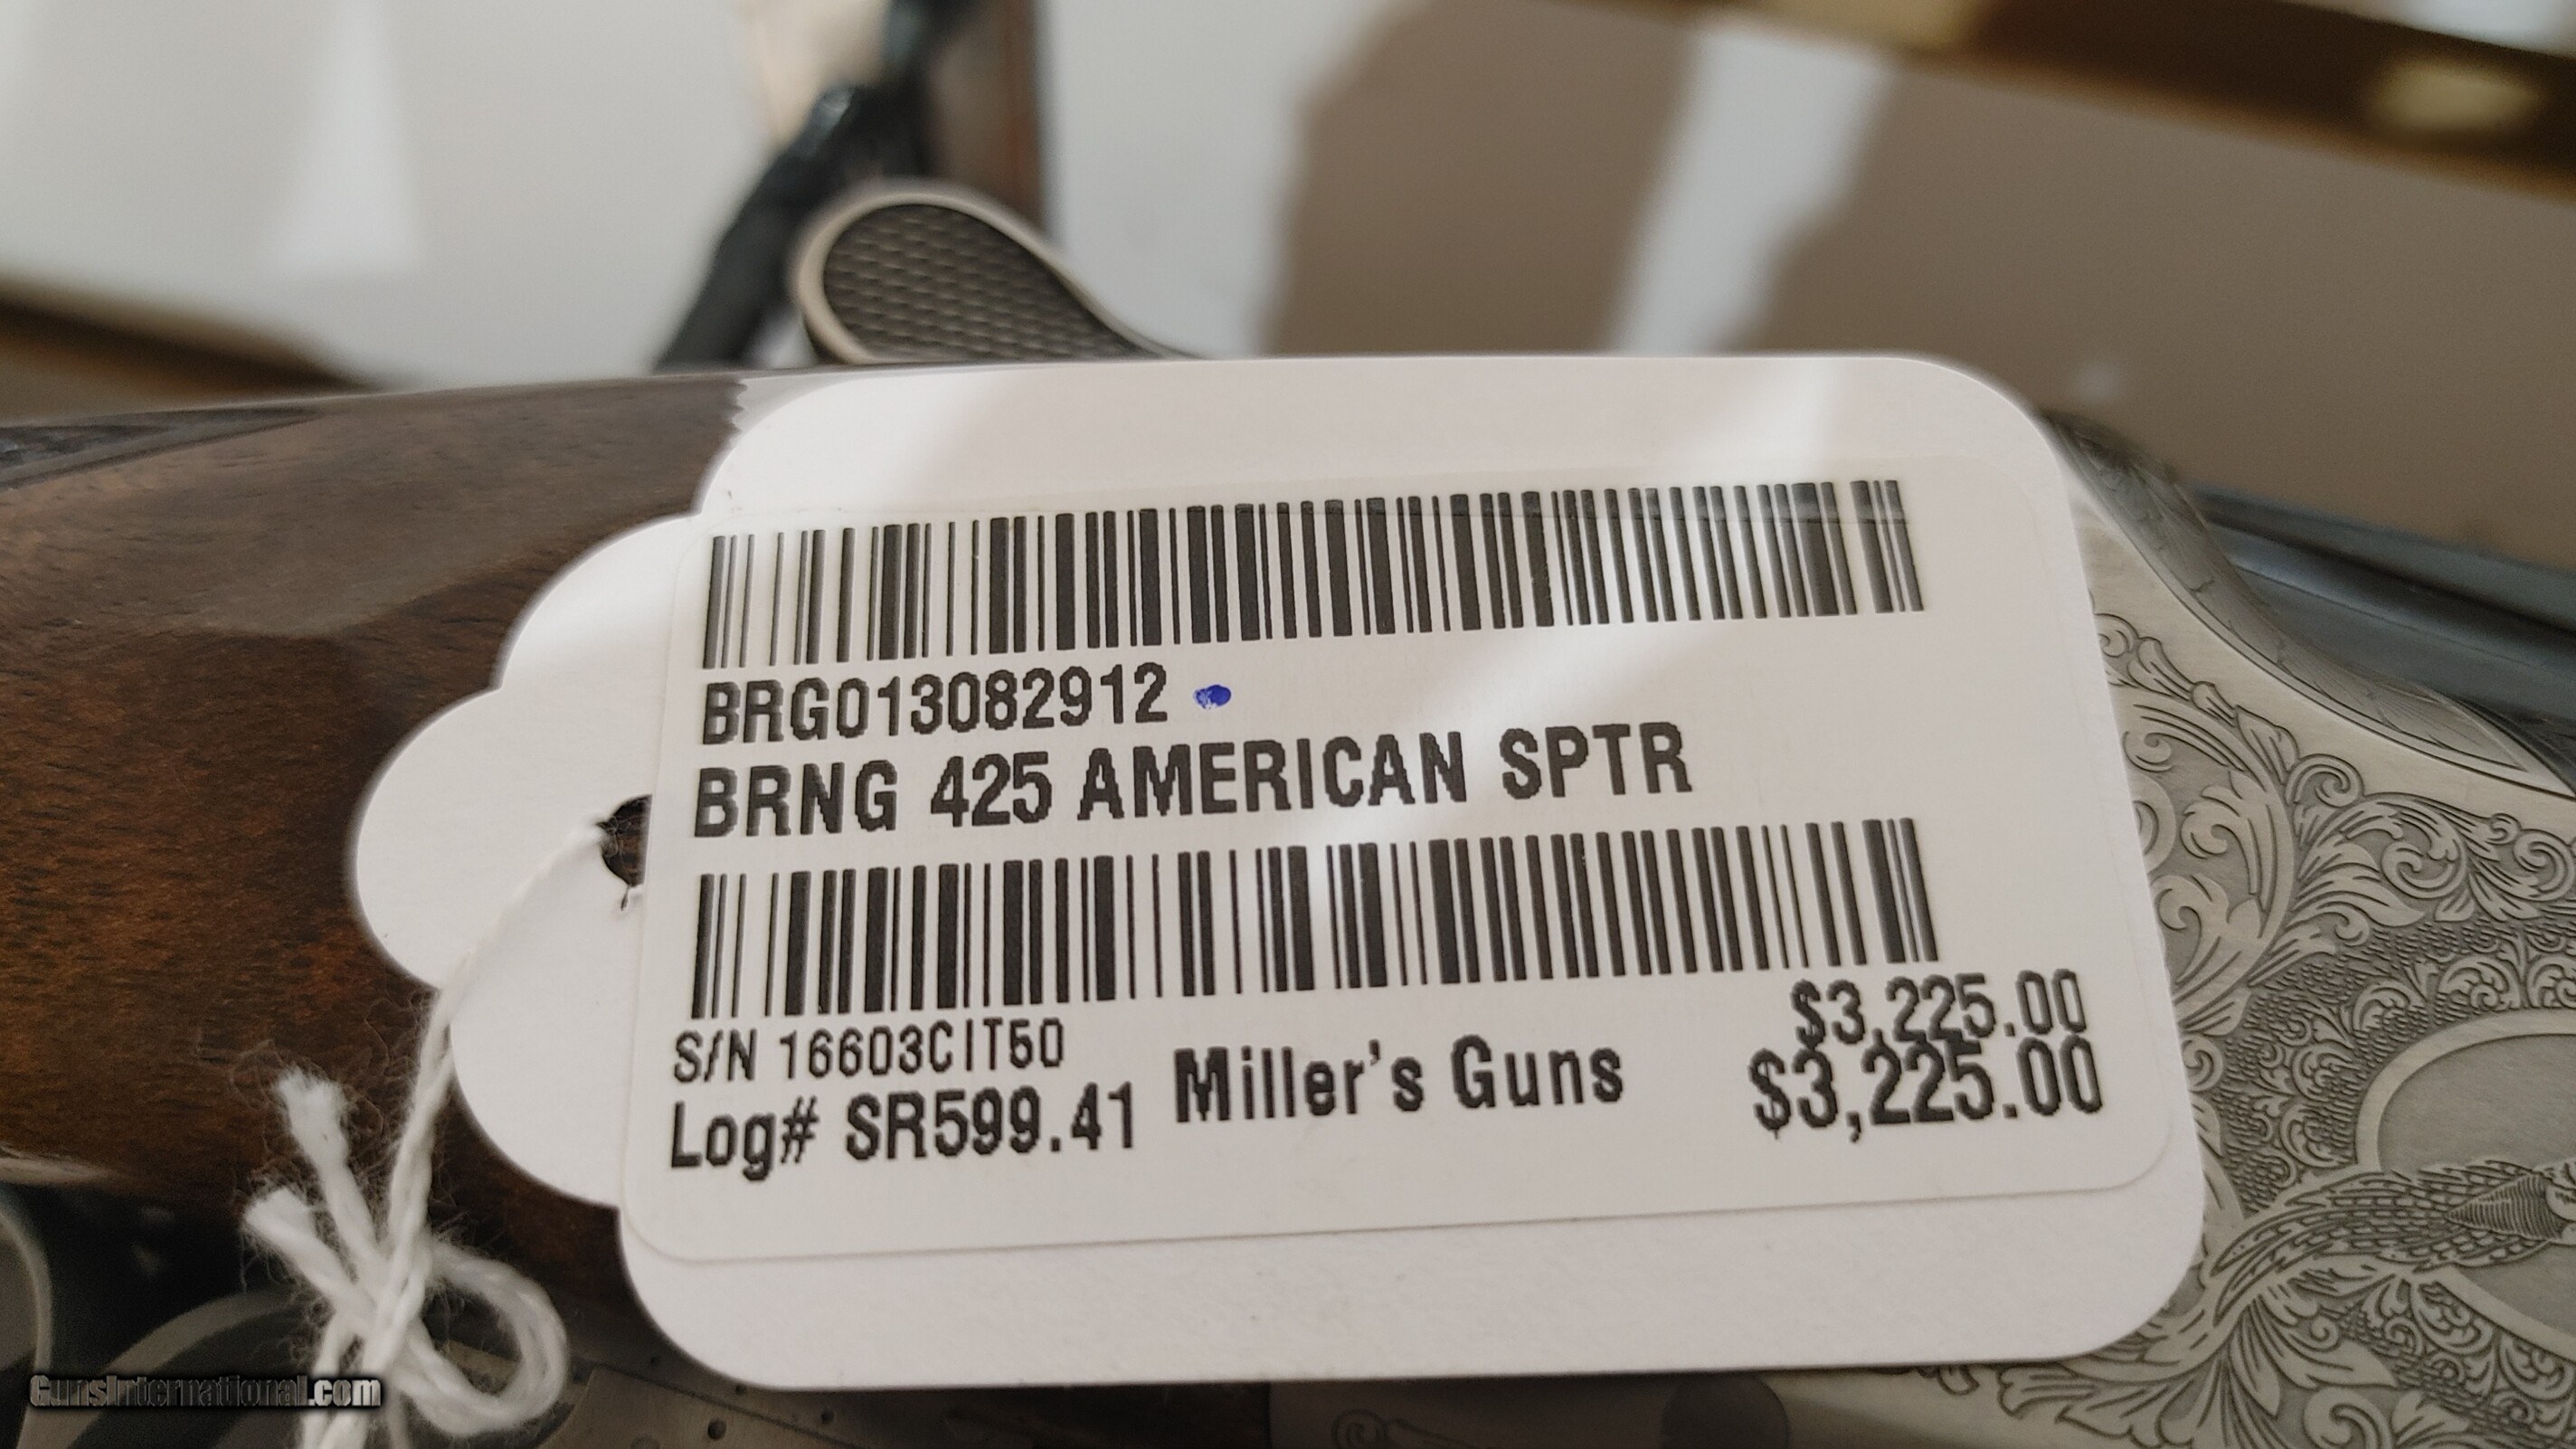 BRG013082912
BRNG 425 AMERICAN SPTR
S/N 16603CIT50
$3,225.00
Log# SR599.41 Miller's Guns $3,225.00
GunsInternational.com